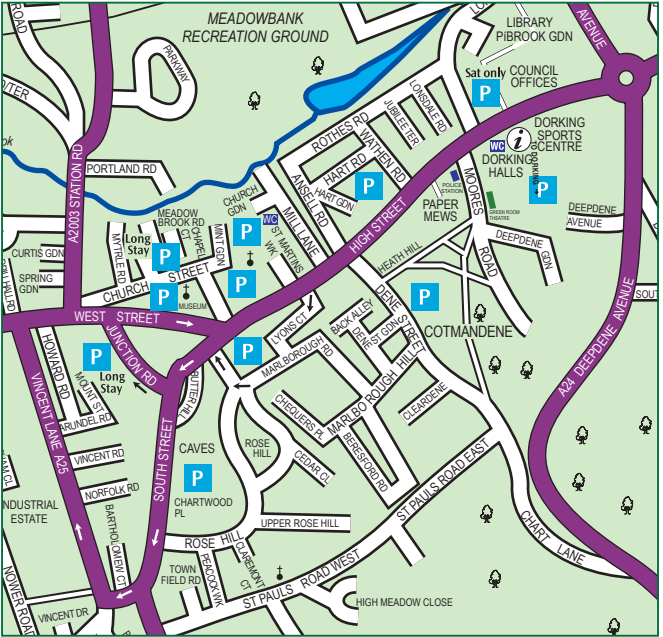 MEADOWBANK
RECREATION GROUND
LIBRARY
PIBROOK GDN
AVENUE
ROAD
PARKWAY
A2003 STATION RD
Sat only
COUNCIL
OFFICES
P
LONSDALE RD
JUBILEE TER
ROTHES RD
WATHEN RD
HART RD
HART GDN
P
WC
i
DORKING
SPORTS
CENTRE
DORKING
HALLS
TO DORKING
P
POLICE
STATION
PAPER
MEWS
MOORES
ROAD
GREEN ROOM
THEATRE
DEEPDENE
AVENUE
DEEPDENE
GDN
PORTLAND RD
CHURCH
GDN
ANSELL RD
MILL LANE
HIGH STREET
MEADOW
BROOK RD
CT
CHAPEL
MINT GDN
WC
P
ST MARTINS
WK
Long
Stay
P
MYRTLE RD
CURTIS GDN
SPRING
GDN
CHURCH STREET
P
MUSEUM
P
HEATH HILL
P
COTMANDENE
A24 DEEPDENE AVENUE
WEST STREET
JUNCTION RD
LYONS CT
BACK ALLEY
DENE STREET
DENE
ST GDN
MARLBOROUGH
RD
P
P
Long
Stay
HOWARD RD
MOUNT ST
ARUNDEL RD
VINCENT LANE A25
BUTTER HILL
CHEQUERS PL
MARLBOROUGH HILL
CLEARDENE
VINCENT RD
SOUTH STREET
CAVES
P
CHARTWOOD
PL
ROSE
HILL
CEDAR CL
BERESFORD RD
NORFOLK RD
INDUSTRIAL
ESTATE
BARTHOLOMEW CT
ST PAULS ROAD EAST
UPPER ROSE HILL
ROSE HILL
CHART LANE
TOWN
FIELD RD
PEACOCK WK
CLAREMONT
CT
ST PAULS ROAD WEST
HIGH MEADOW CLOSE
NOWER ROAD
VINCENT DR